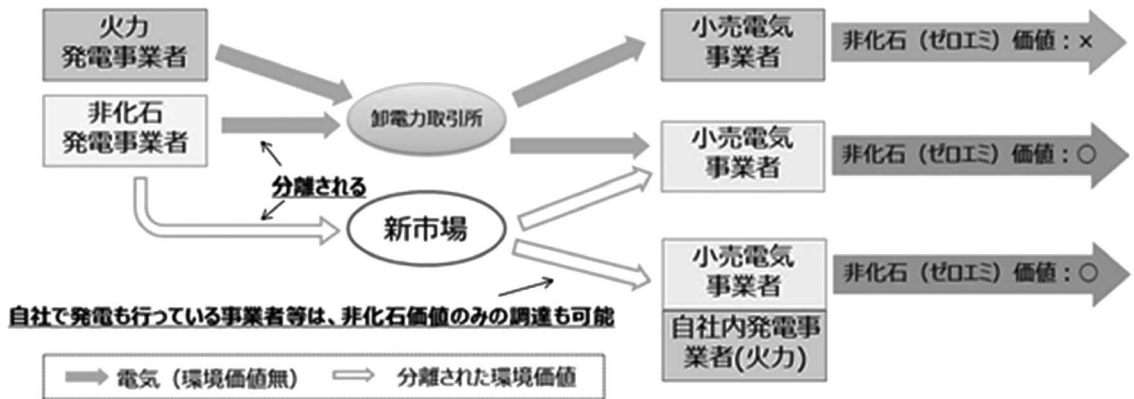 火力
発電事業者
非化石
発電事業者
卸電力取引所
分離される
新市場
小売電気
事業者
非化石（ゼロエミ）価値：×
小売電気
事業者
非化石（ゼロエミ）価値：○
小売電気
事業者
自社内発電事
業者(火力)
非化石（ゼロエミ）価値：○
自社で発電も行っている事業者等は、非化石価値のみの調達も可能
電気（環境価値無）
分離された環境価値